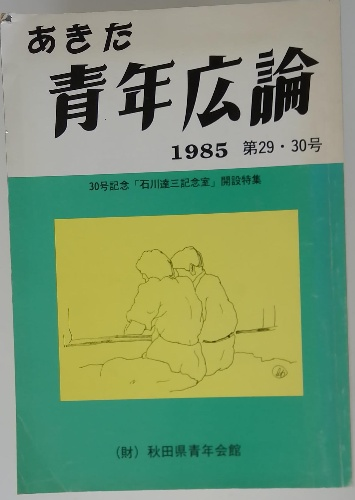 あきた
青年広論
1985 第29・30号
30号記念「石川達三記念室」開設特集
(財) 秋田県青年会館